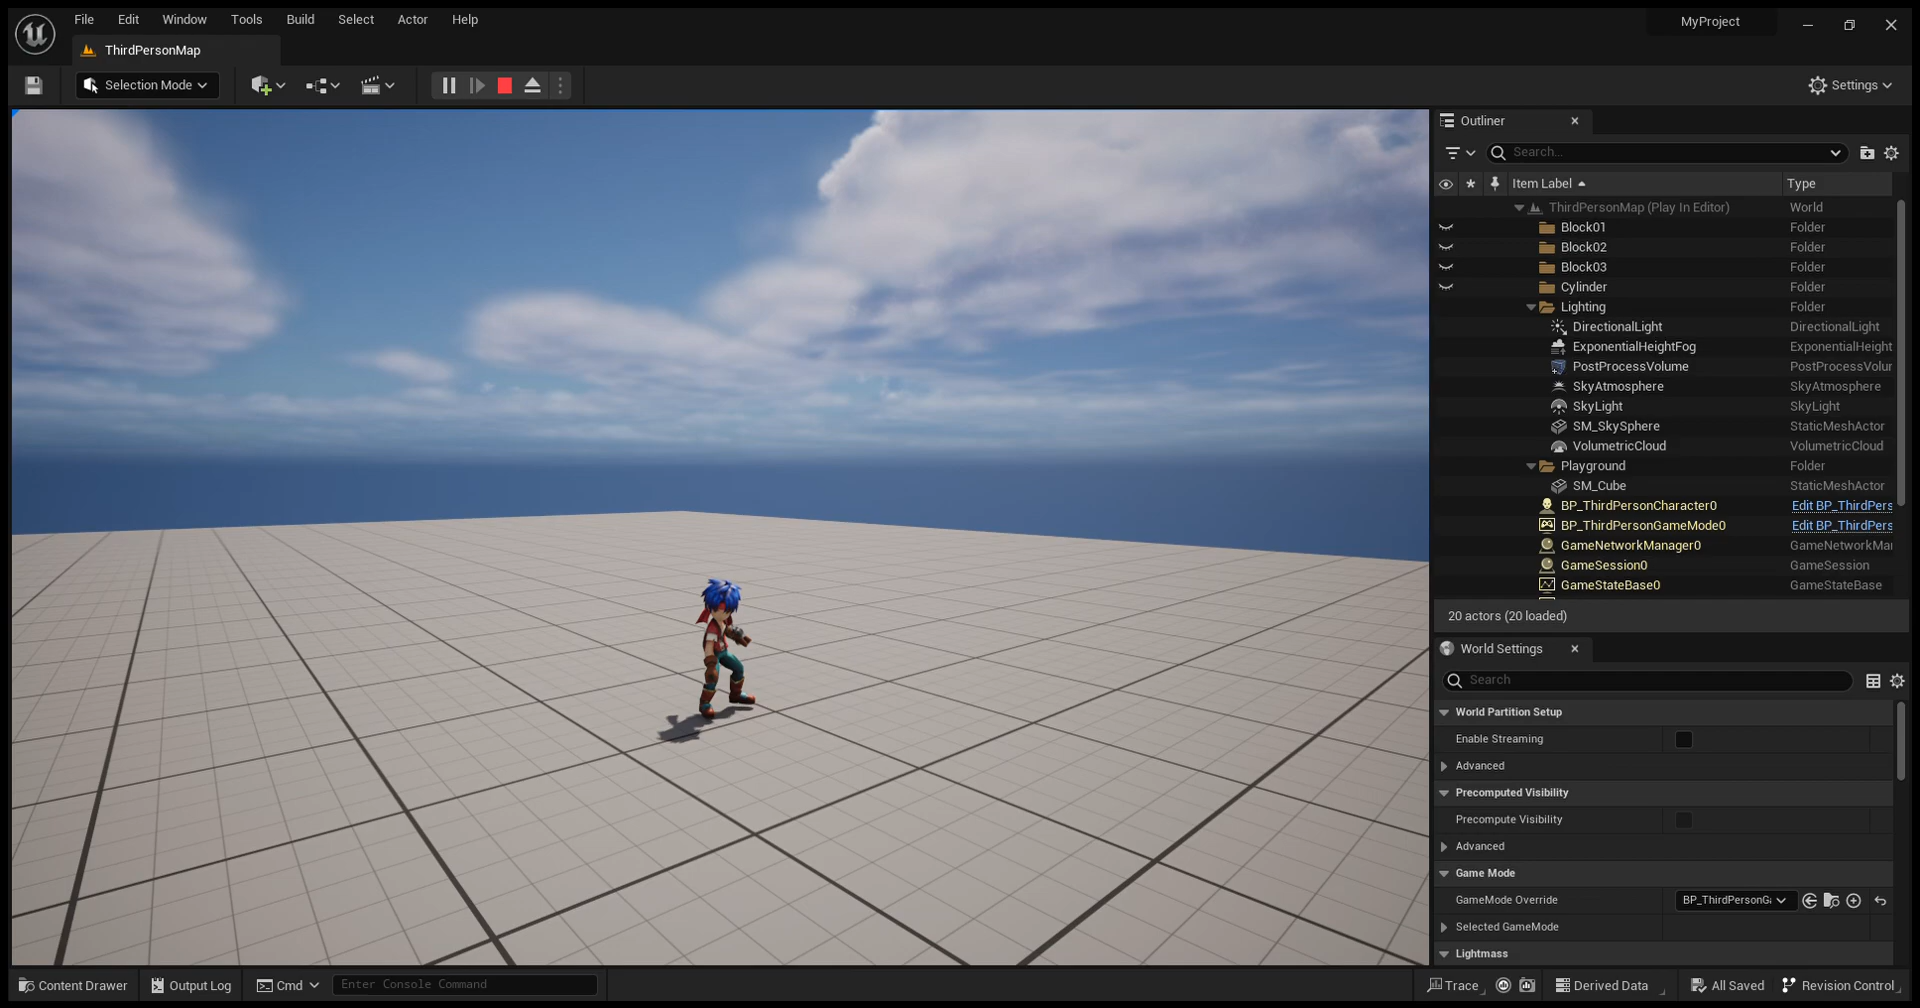 File Edit Window Tools Build Select Actor Help
MyProject
ThirdPersonMap
Selection Mode
Settings
Outliner
Search...
Item Label Type
ThirdPersonMap (Play In Editor) World
Block01 Folder
Block02 Folder
Block03 Folder
Cylinder Folder
Lighting Folder
DirectionalLight DirectionalLight
ExponentialHeightFog ExponentialHeight
PostProcessVolume PostProcessVolu
SkyAtmosphere SkyAtmosphere
SkyLight SkyLight
SM_SkySphere StaticMeshActor
VolumetricCloud VolumetricCloud
Playground Folder
SM_Cube StaticMeshActor
BP_ThirdPersonCharacter0 Edit BP_ThirdPers
BP_ThirdPersonGameMode0 Edit BP_ThirdPers
GameNetworkManager0 GameNetworkMa
GameSession0 GameSession
GameStateBase0 GameStateBase
20 actors (20 loaded)
World Settings
Search
World Partition Setup
Enable Streaming
Advanced
Precomputed Visibility
Precompute Visibility
Advanced
Game Mode
GameMode Override BP_ThirdPersonG
Selected GameMode
Lightmass
Content Drawer Output Log Cmd Enter Console Command Trace Derived Data All Saved Revision Control